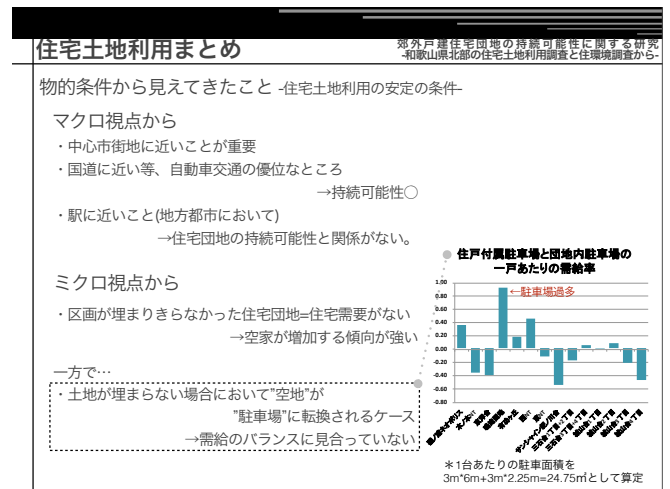 住宅土地利用まとめ
郊外戸建住宅団地の持続可能性に関する研究
-和歌山県北部の住宅土地利用調査と住環境調査から-
物的条件から見えてきたこと -住宅土地利用の安定の条件-
マクロ視点から
・中心市街地に近いことが重要
・国道に近い等、自動車交通の優位なところ
→持続可能性○
・駅に近いこと(地方都市において)
→住宅団地の持続可能性と関係がない。
ミクロ視点から
・区画が埋まりきらなかった住宅団地=住宅需要がない
→空家が増加する傾向が強い
一方で…
・土地が埋まらない場合において"空地"が
"駐車場"に転換されるケース
→需給のバランスに見合っていない
住戸付属駐車場と団地内駐車場の
一戸あたりの需給率
←駐車場過多
1.00
0.80
0.60
0.40
0.20
0.00
-0.20
-0.40
-0.60
-0.80
*1台あたりの駐車面積を
3m*6m+3m*2.25m=24.75㎡として算定